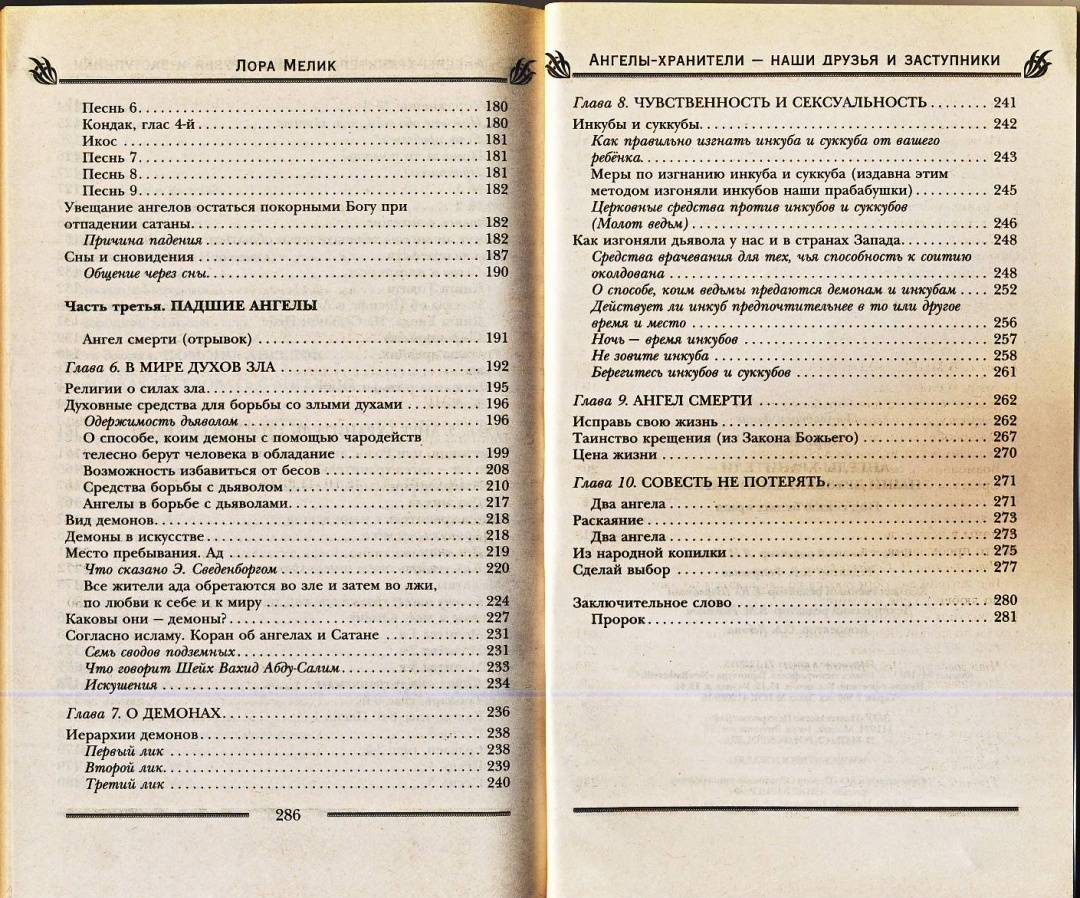 Лора Мелик
Песнь 6. . . . . . . . . . . . . . . . . . . . 180
Кондак, глас 4-й . . . . . . . . . . . . . . . . . . . . 180
Икос . . . . . . . . . . . . . . . . . . . . 181
Песнь 7. . . . . . . . . . . . . . . . . . . . 181
Песнь 8. . . . . . . . . . . . . . . . . . . . 181
Песнь 9. . . . . . . . . . . . . . . . . . . . 182
Увещание ангелов остаться покорными Богу при
отпадении сатаны. . . . . . . . . . . . . . . . . . . . 182
Причина падения . . . . . . . . . . . . . . . . . . . . 182
Сны и сновидения . . . . . . . . . . . . . . . . . . . . 187
Общение через сны. . . . . . . . . . . . . . . . . . . . 190
Часть третья. ПАДШИЕ АНГЕЛЫ
Ангел смерти (отрывок) . . . . . . . . . . . . . . . . . . . . 191
Глава 6. В МИРЕ ДУХОВ ЗЛА . . . . . . . . . . . . . . . . . . . . 192
Религии о силах зла. . . . . . . . . . . . . . . . . . . . 195
Духовные средства для борьбы со злыми духами . . . . . . . . . . 196
Одержимость дьяволом . . . . . . . . . . . . . . . . . . . . 196
О способе, коим демоны с помощью чародейств
телесно берут человека в обладание . . . . . . . . . . . . . . . . . . 199
Возможность избавиться от бесов . . . . . . . . . . . . . . . . . . 208
Средства борьбы с дьяволом . . . . . . . . . . . . . . . . . . . . 210
Ангелы в борьбе с дьяволами. . . . . . . . . . . . . . . . . . . . 217
Вид демонов. . . . . . . . . . . . . . . . . . . . 218
Демоны в искусстве. . . . . . . . . . . . . . . . . . . . 218
Место пребывания. Ад . . . . . . . . . . . . . . . . . . . . 219
Что сказано Э. Сведенборгом . . . . . . . . . . . . . . . . . . . . 220
Все жители ада обретаются во зле и затем во лжи,
по любви к себе и к миру . . . . . . . . . . . . . . . . . . . . 224
Каковы они — демоны? . . . . . . . . . . . . . . . . . . . . 227
Согласно исламу. Коран об ангелах и Сатане . . . . . . . . . . . . 231
Семь сводов подземных. . . . . . . . . . . . . . . . . . . . 231
Что говорит Шейх Вахид Абду-Салим. . . . . . . . . . . . . . . . . 233
Искушения . . . . . . . . . . . . . . . . . . . . 234
Глава 7. О ДЕМОНАХ. . . . . . . . . . . . . . . . . . . . 236
Иерархии демонов. . . . . . . . . . . . . . . . . . . . 238
Первый лик . . . . . . . . . . . . . . . . . . . . 238
Второй лик. . . . . . . . . . . . . . . . . . . . 239
Третий лик . . . . . . . . . . . . . . . . . . . . 240
286
Ангелы-хранители — наши друзья и заступники
Глава 8. ЧУВСТВЕННОСТЬ И СЕКСУАЛЬНОСТЬ . . . . . . . . 241
Инкубы и суккубы. . . . . . . . . . . . . . . . . . . . 242
Как правильно изгнать инкуба и суккуба от вашего
ребёнка. . . . . . . . . . . . . . . . . . . . 243
Меры по изгнанию инкуба и суккуба (издавна этим
методом изгоняли инкубов наши прабабушки) . . . . . . . . . . 245
Церковные средства против инкубов и суккубов
(Молот ведьм) . . . . . . . . . . . . . . . . . . . . 246
Как изгоняли дьявола у нас и в странах Запада. . . . . . . . . . . . 248
Средства врачевания для тех, чья способность к соитию
околдована . . . . . . . . . . . . . . . . . . . . 248
О способе, коим ведьмы предаются демонам и инкубам . . . . 252
Действует ли инкуб предпочтительнее в то или другое
время и место . . . . . . . . . . . . . . . . . . . . 256
Ночь — время инкубов . . . . . . . . . . . . . . . . . . . . 257
Не зовите инкуба . . . . . . . . . . . . . . . . . . . . 258
Берегитесь инкубов и суккубов . . . . . . . . . . . . . . . . . . . . 261
Глава 9. АНГЕЛ СМЕРТИ . . . . . . . . . . . . . . . . . . . . 262
Исправь свою жизнь . . . . . . . . . . . . . . . . . . . . 262
Таинство крещения (из Закона Божьего) . . . . . . . . . . . . . . . . 267
Цена жизни . . . . . . . . . . . . . . . . . . . . 270
Глава 10. СОВЕСТЬ НЕ ПОТЕРЯТЬ. . . . . . . . . . . . . . . . . . . . 271
Два ангела . . . . . . . . . . . . . . . . . . . . 271
Раскаяние . . . . . . . . . . . . . . . . . . . . 273
Два ангела . . . . . . . . . . . . . . . . . . . . 273
Из народной копилки . . . . . . . . . . . . . . . . . . . . 275
Сделай выбор . . . . . . . . . . . . . . . . . . . . 277
Заключительное слово . . . . . . . . . . . . . . . . . . . . 280
Пророк. . . . . . . . . . . . . . . . . . . . 281